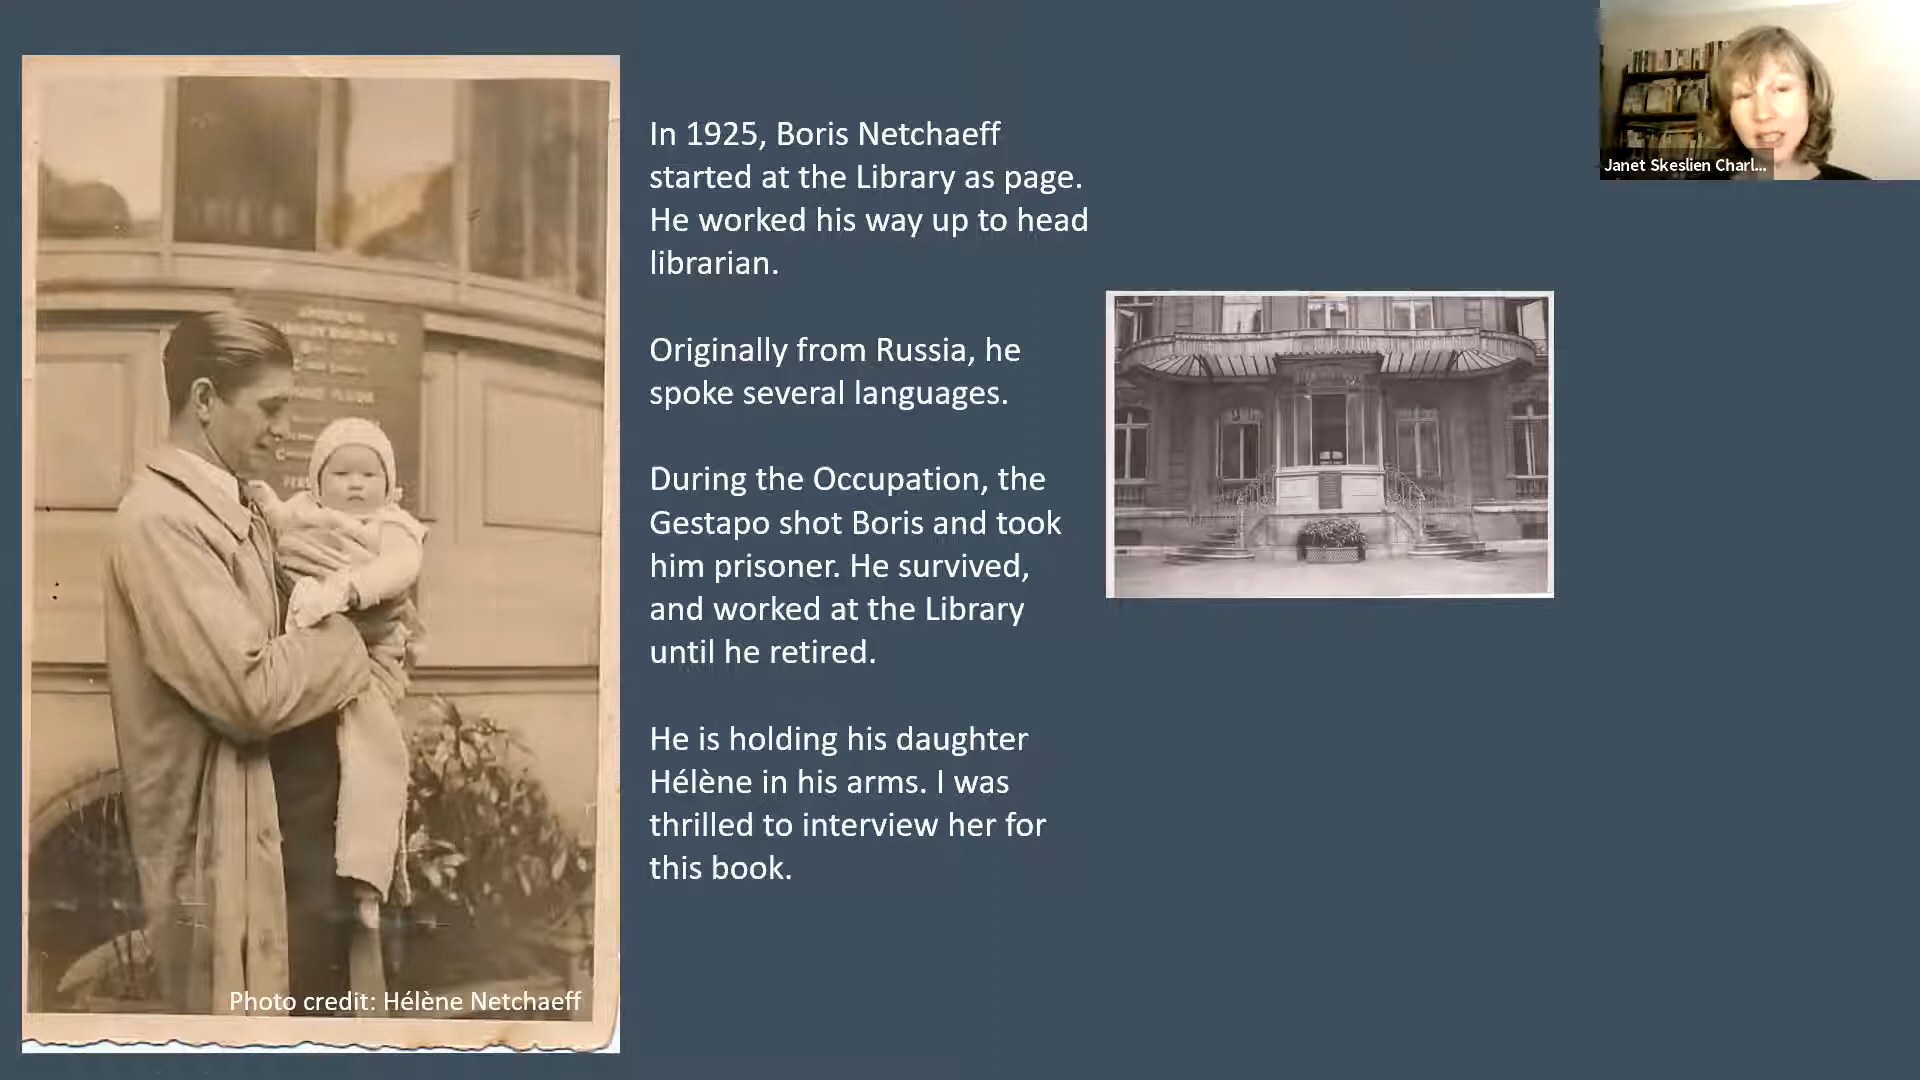 In 1925, Boris Netchaeff
started at the Library as page.
He worked his way up to head
librarian.
Originally from Russia, he
spoke several languages.
During the Occupation, the
Gestapo shot Boris and took
him prisoner. He survived,
and worked at the Library
until he retired.
He is holding his daughter
Hélène in his arms. I was
thrilled to interview her for
this book.
Photo credit: Hélène Netchaeff
Janet Skeslien Charl...